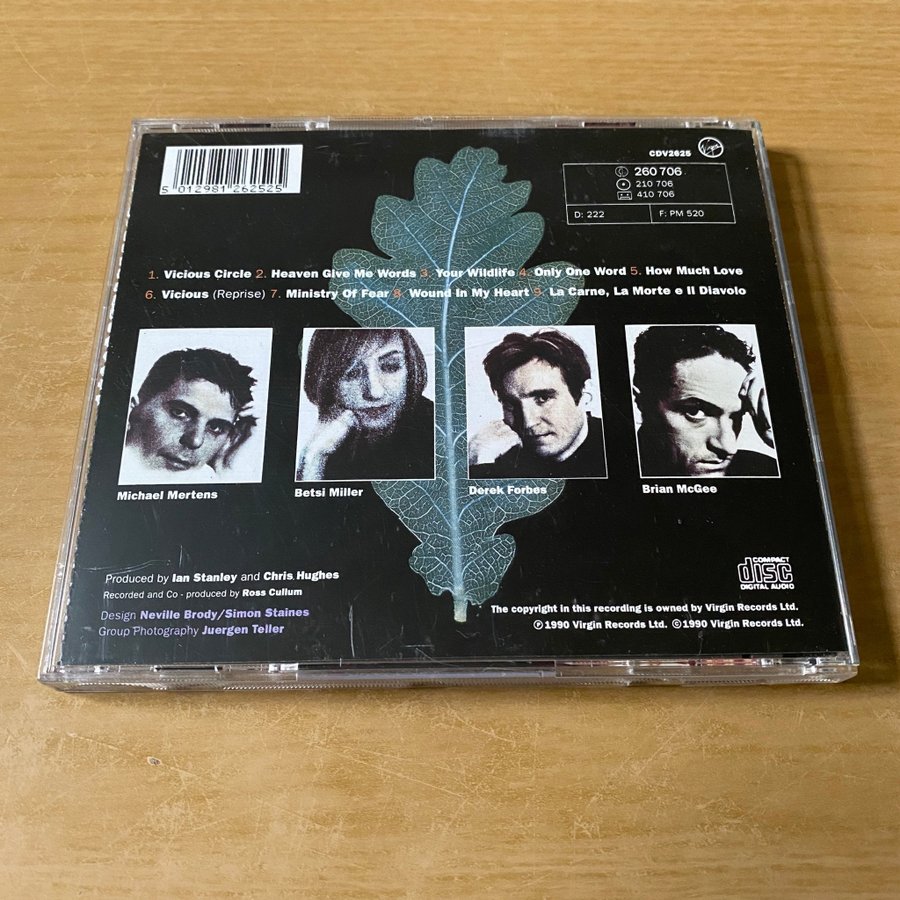 CDV2625
Virgin
5 012981 262525
260 706
210 706
410 706
D: 222
F: PM 520
1. Vicious Circle 2. Heaven Give Me Words 3. Your Wildlife 4. Only One Word 5. How Much Love
6. Vicious (Reprise) 7. Ministry Of Fear 8. Wound In My Heart 9. La Carne, La Morte e Il Diavolo
Michael Mertens
Betsi Miller
Derek Forbes
Brian McGee
Produced by Ian Stanley and Chris Hughes
Recorded and Co - produced by Ross Cullum
Design Neville Brody/Simon Staines
Group Photography Juergen Teller
COMPACT
disc
DIGITAL AUDIO
The copyright in this recording is owned by Virgin Records Ltd.
℗1990 Virgin Records Ltd. ©1990 Virgin Records Ltd.